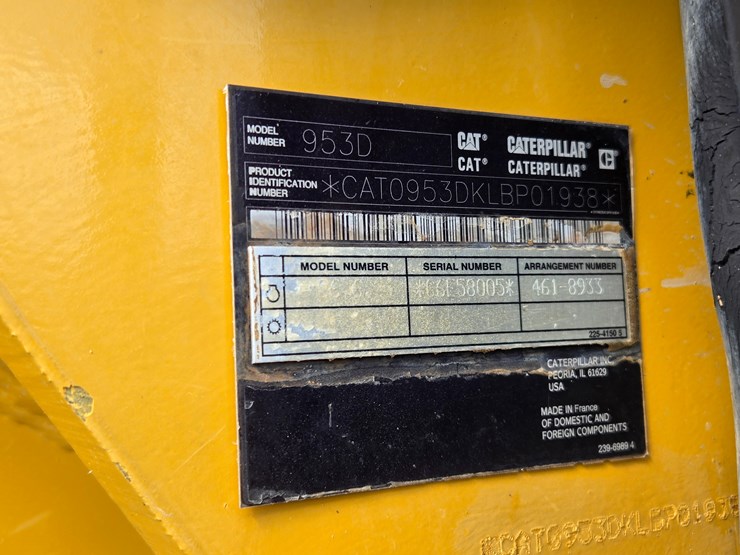 MODEL NUMBER 953D
CAT® CATERPILLAR®
CAT® CATERPILLAR®
PRODUCT IDENTIFICATION NUMBER *CAT0953DKLBP01938*
MODEL NUMBER SERIAL NUMBER ARRANGEMENT NUMBER
461-8933
225-4150 5
CATERPILLAR INC.
PEORIA, IL 61629
USA
MADE IN France
OF DOMESTIC AND
FOREIGN COMPONENTS
239-6989 4
CAT0953DKLBP01938